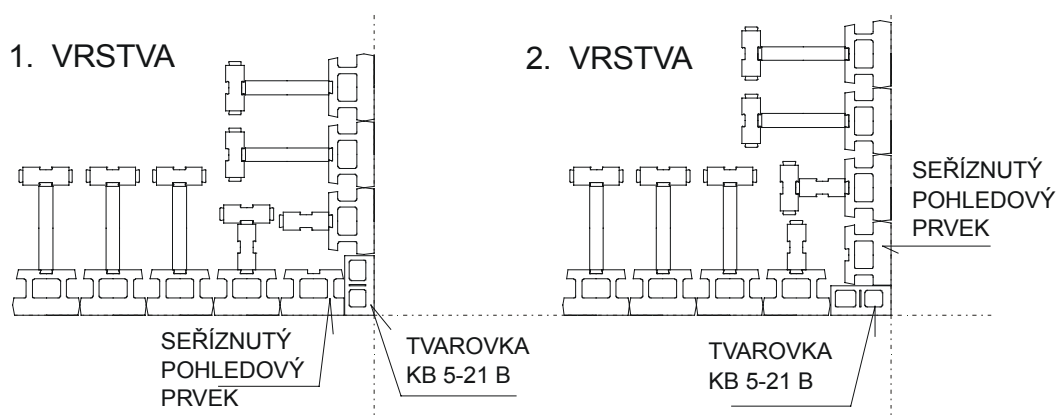 1. VRSTVA
SEŘÍZNUTÝ
POHLEDOVÝ
PRVEK
TVAROVKA
KB 5-21 B
2. VRSTVA
SEŘÍZNUTÝ
POHLEDOVÝ
PRVEK
TVAROVKA
KB 5-21 B